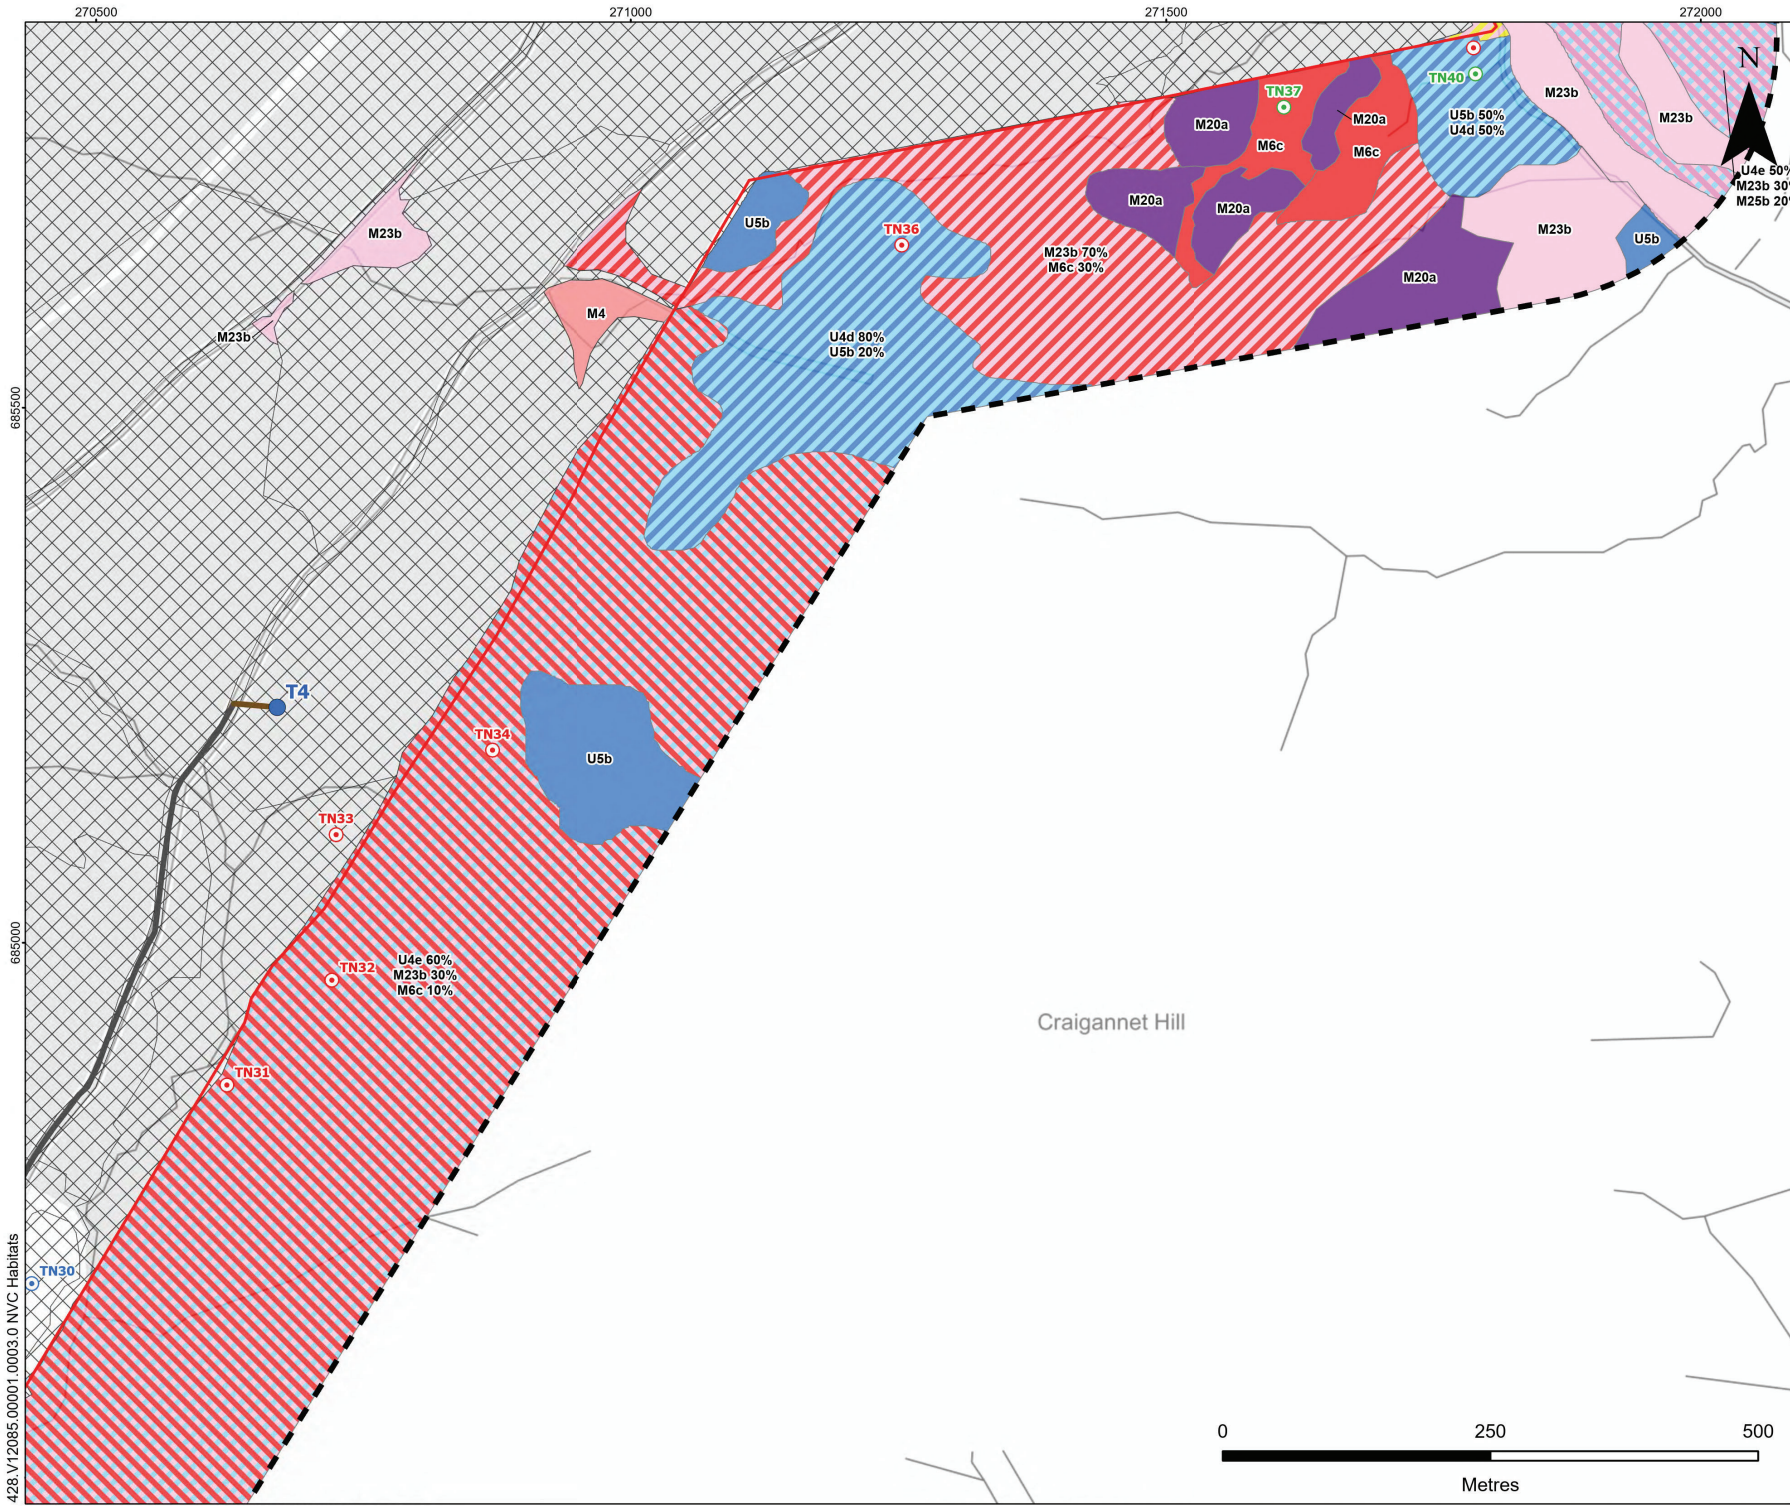 270500
271000
271500
272000
N
TN40
TN37
M23b
M20a
M20a
U5b 50%
U4d 50%
M23b
M6c
M6c
U4e 50%
M23b 30%
M25b 20%
M20a
M20a
M23b
U5b
TN36
M23b
M23b 70%
M6c 30%
U5b
M20a
M4
M23b
U4d 80%
U5b 20%
685500
T4
TN34
U5b
TN33
685000
TN32
U4e 60%
M23b 30%
M6c 10%
Craigannet Hill
TN31
TN30
428.V12085.00001.0003.0 NVC Habitats
0
250
500
Metres